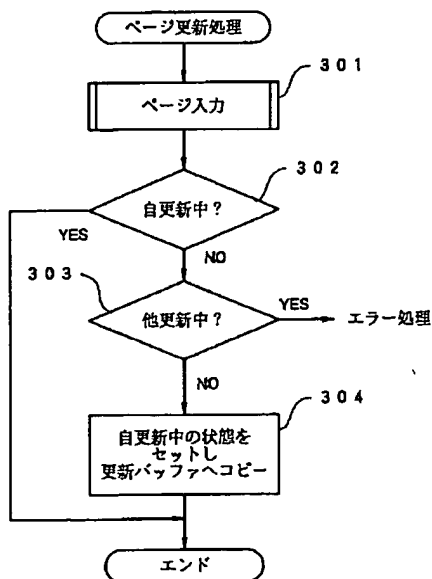 ページ更新処理
301
ページ入力
302
自更新中?
YES
NO
303
他更新中?
YES
エラー処理
NO
304
自更新中の状態を
セットし
更新バッファへコピー
エンド